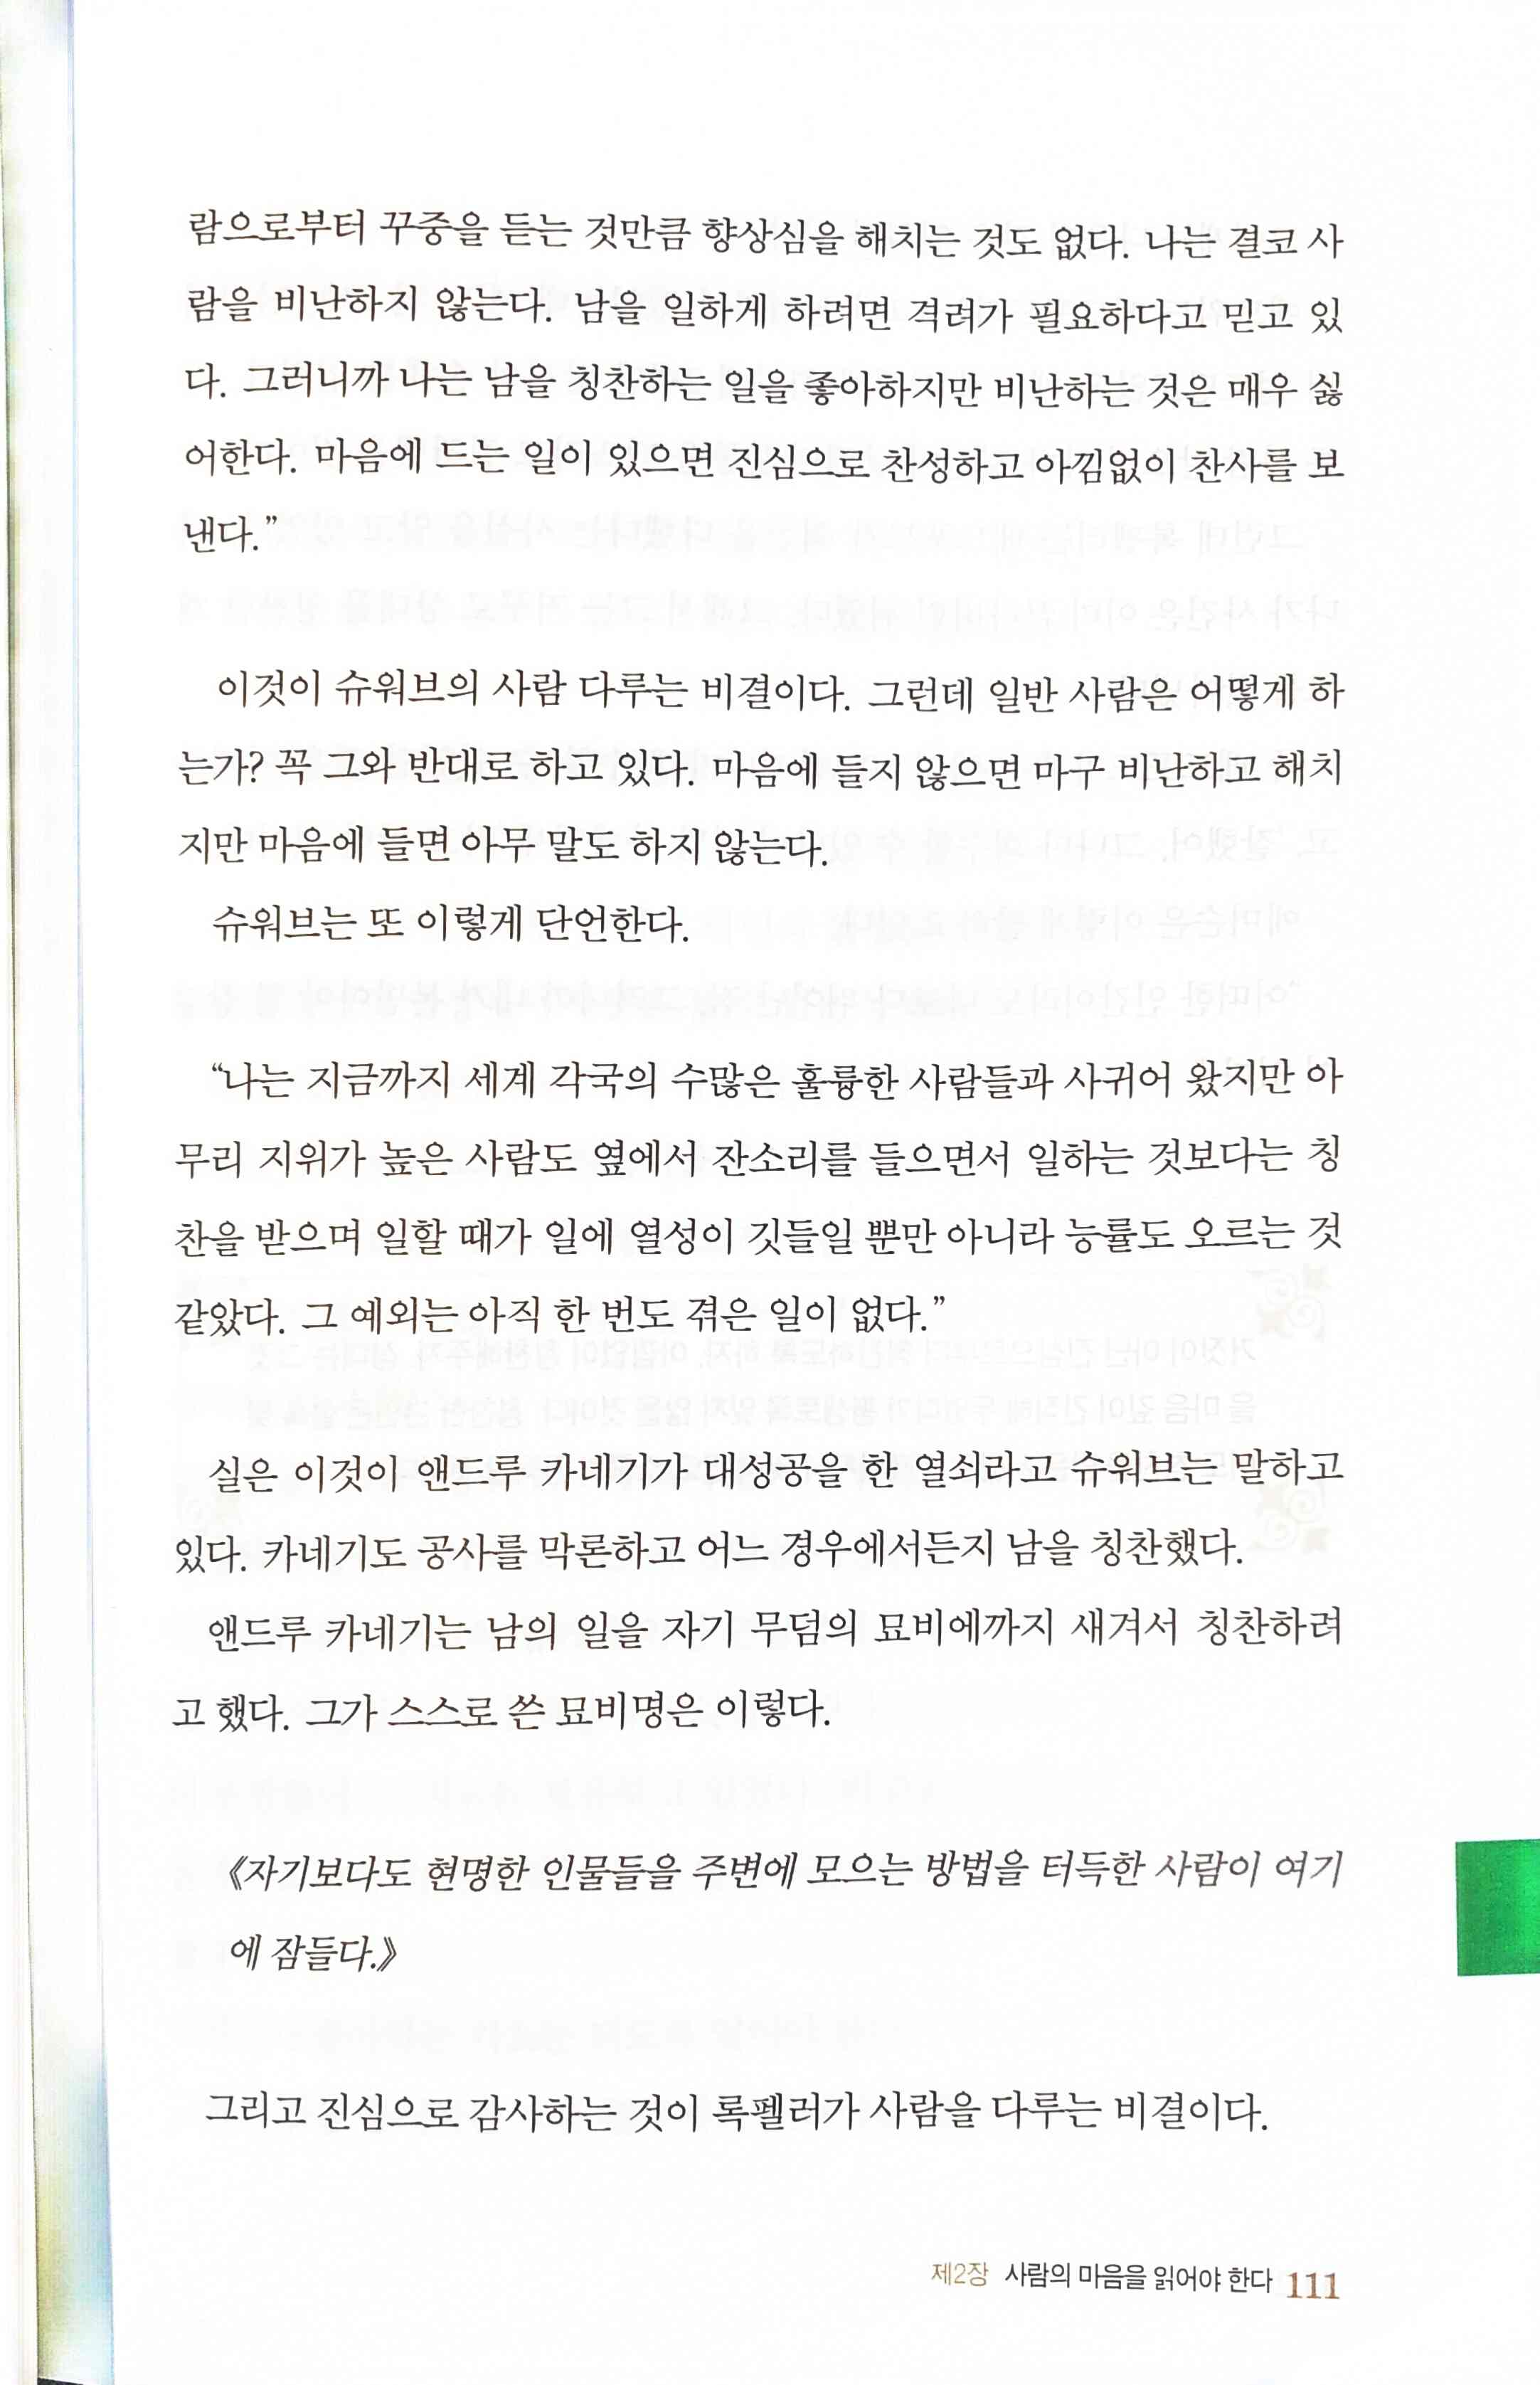 람으로부터 꾸중을 듣는 것만큼 향상심을 해치는 것도 없다. 나는 결코 사
람을 비난하지 않는다. 남을 일하게 하려면 격려가 필요하다고 믿고 있
다. 그러니까 나는 남을 칭찬하는 일을 좋아하지만 비난하는 것은 매우 싫
어한다. 마음에 드는 일이 있으면 진심으로 찬성하고 아낌없이 찬사를 보
낸다.”
이것이 슈워브의 사람 다루는 비결이다. 그런데 일반 사람은 어떻게 하
는가? 꼭 그와 반대로 하고 있다. 마음에 들지 않으면 마구 비난하고 해치
지만 마음에 들면 아무 말도 하지 않는다.
슈워브는 또 이렇게 단언한다.
“나는 지금까지 세계 각국의 수많은 훌륭한 사람들과 사귀어 왔지만 아
무리 지위가 높은 사람도 옆에서 잔소리를 들으면서 일하는 것보다는 칭
찬을 받으며 일할 때가 일에 열성이 깃들일 뿐만 아니라 능률도 오르는 것
같았다. 그 예외는 아직 한 번도 겪은 일이 없다.”
실은 이것이 앤드루 카네기가 대성공을 한 열쇠라고 슈워브는 말하고
있다. 카네기도 공사를 막론하고 어느 경우에서든지 남을 칭찬했다.
앤드루 카네기는 남의 일을 자기 무덤의 묘비에까지 새겨서 칭찬하려
고 했다. 그가 스스로 쓴 묘비명은 이렇다.
《자기보다도 현명한 인물들을 주변에 모으는 방법을 터득한 사람이 여기
에 잠들다.》
그리고 진심으로 감사하는 것이 록펠러가 사람을 다루는 비결이다.
제2장 사람의 마음을 읽어야 한다 111